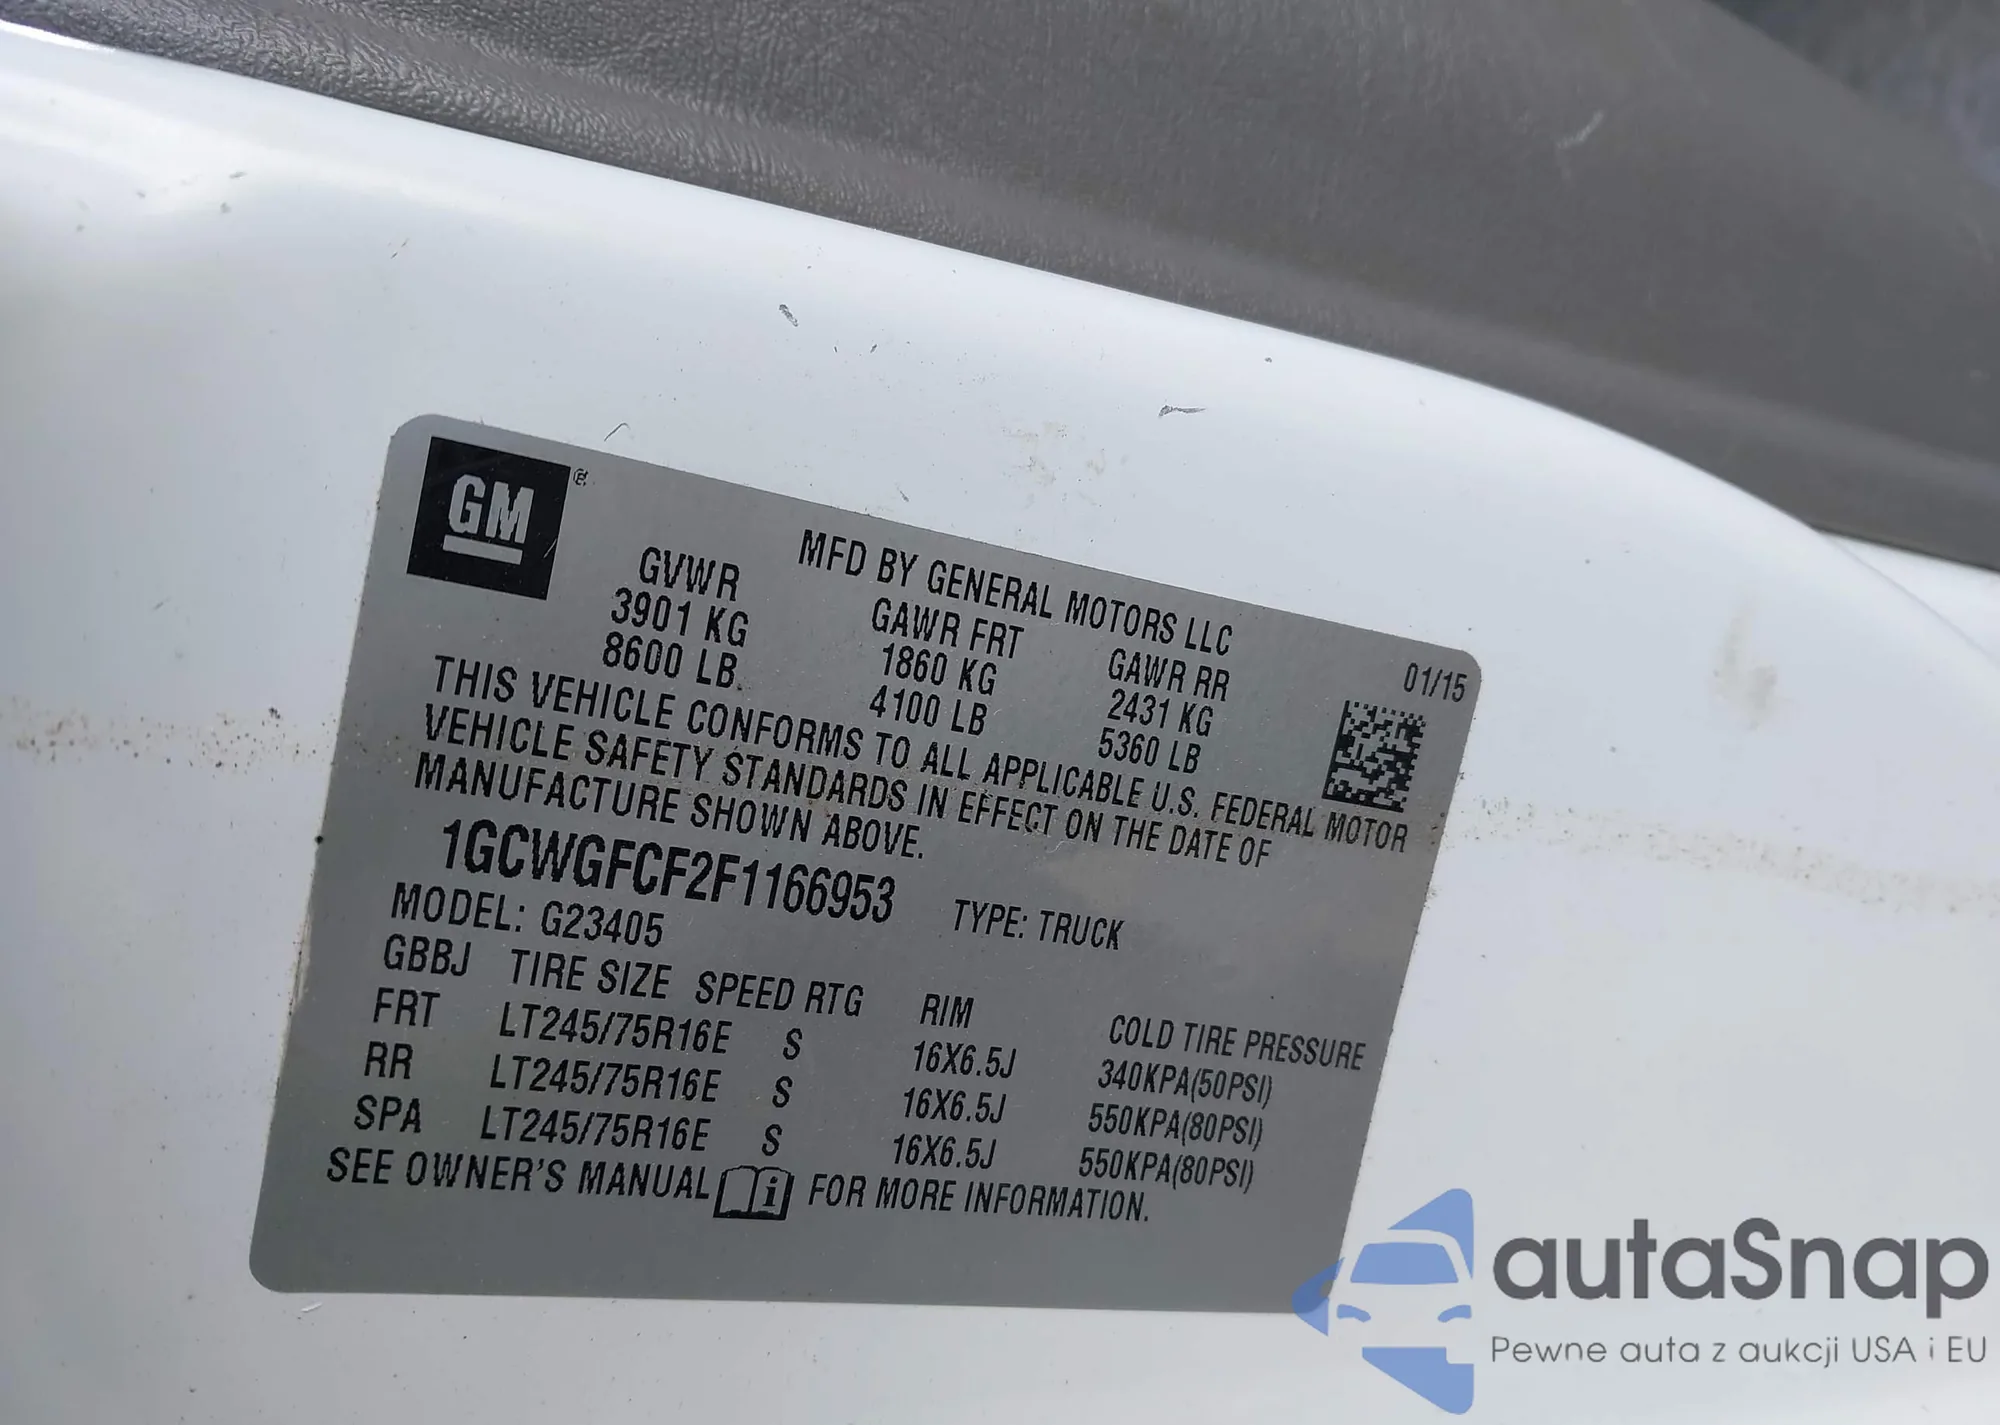 GM
MFD BY GENERAL MOTORS LLC
01/15
GVWR GAWR FRT GAWR RR
3901 KG 1860 KG 2431 KG
8600 LB 4100 LB 5360 LB
THIS VEHICLE CONFORMS TO ALL APPLICABLE U.S. FEDERAL MOTOR
VEHICLE SAFETY STANDARDS IN EFFECT ON THE DATE OF
MANUFACTURE SHOWN ABOVE.
1GCWGFCF2F1166953 TYPE: TRUCK
MODEL: G23405
GBBJ TIRE SIZE SPEED RTG RIM COLD TIRE PRESSURE
FRT LT245/75R16E S 16X6.5J 340KPA(50PSI)
RR LT245/75R16E S 16X6.5J 550KPA(80PSI)
SPA LT245/75R16E S 16X6.5J 550KPA(80PSI)
SEE OWNER'S MANUAL i FOR MORE INFORMATION.
autaSnap
Pewne auta z aukcji USA i EU